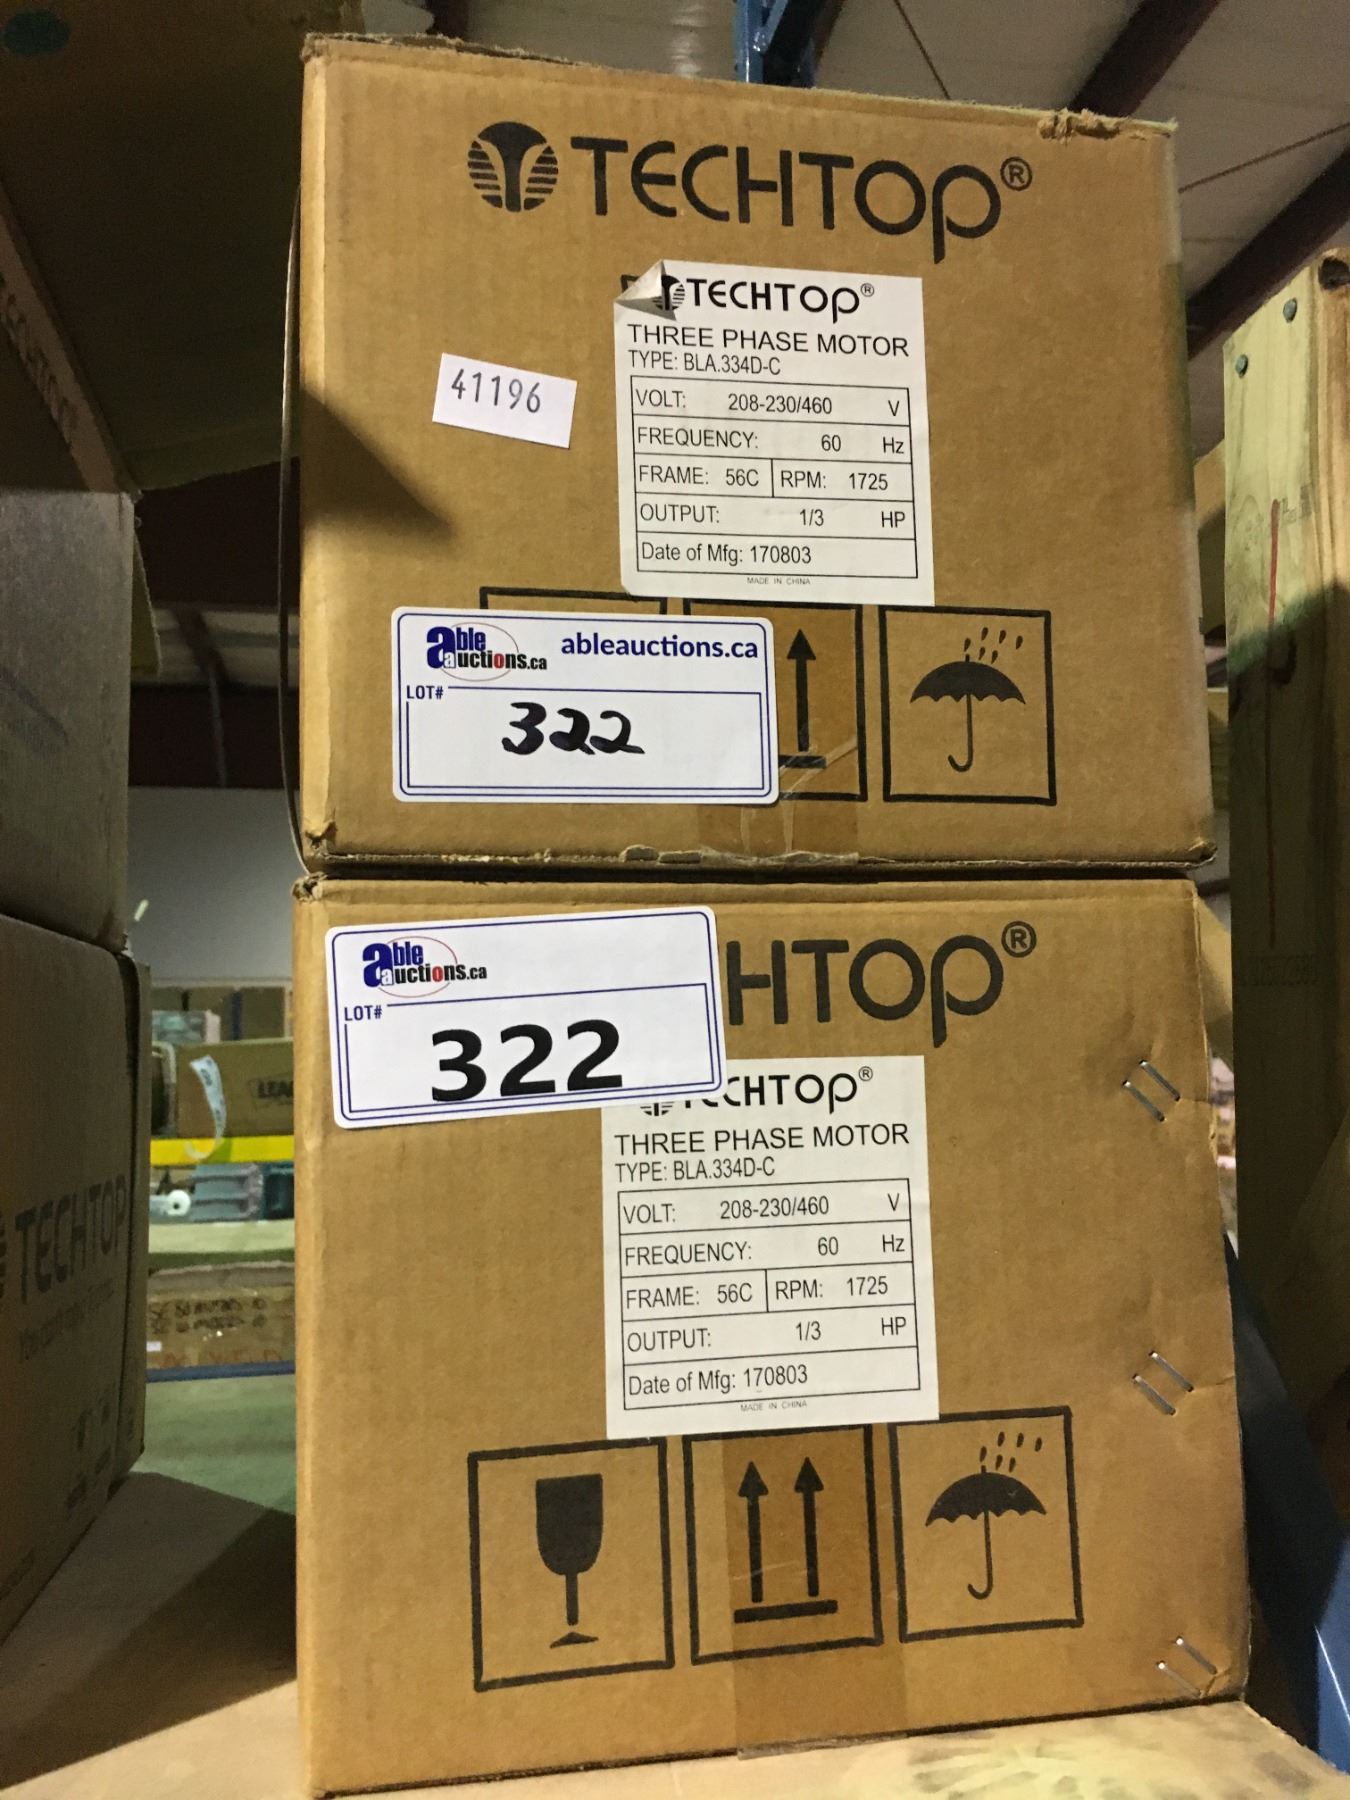 TECHTOP®
TECHTOP®
THREE PHASE MOTOR
TYPE: BLA.334D-C
VOLT: 208-230/460 V
FREQUENCY: 60 Hz
FRAME: 56C RPM: 1725
OUTPUT: 1/3 HP
Date of Mfg: 170803
MADE IN CHINA
41196
able auctions.ca ableauctions.ca
LOT#
322
able auctions.ca
LOT#
322
HTOP®
CHTOP®
THREE PHASE MOTOR
TYPE: BLA.334D-C
VOLT: 208-230/460 V
FREQUENCY: 60 Hz
FRAME: 56C RPM: 1725
OUTPUT: 1/3 HP
Date of Mfg: 170803
MADE IN CHINA
TECHTOP